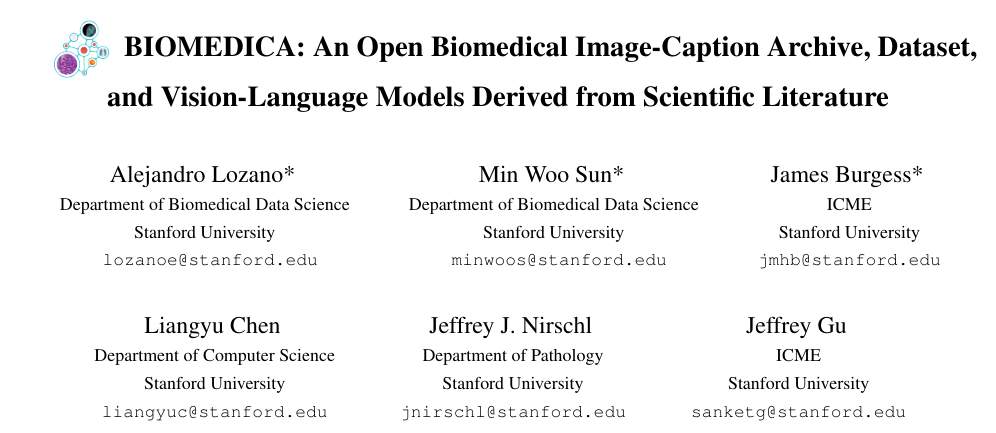 BIOMEDICA: An Open Biomedical Image-Caption Archive, Dataset,
and Vision-Language Models Derived from Scientific Literature
Alejandro Lozano*
Department of Biomedical Data Science
Stanford University
lozanoe@stanford.edu
Min Woo Sun*
Department of Biomedical Data Science
Stanford University
minwoos@stanford.edu
James Burgess*
ICME
Stanford University
jmhb@stanford.edu
Liangyu Chen
Department of Computer Science
Stanford University
liangyuc@stanford.edu
Jeffrey J. Nirschl
Department of Pathology
Stanford University
jnirschl@stanford.edu
Jeffrey Gu
ICME
Stanford University
sanketg@stanford.edu